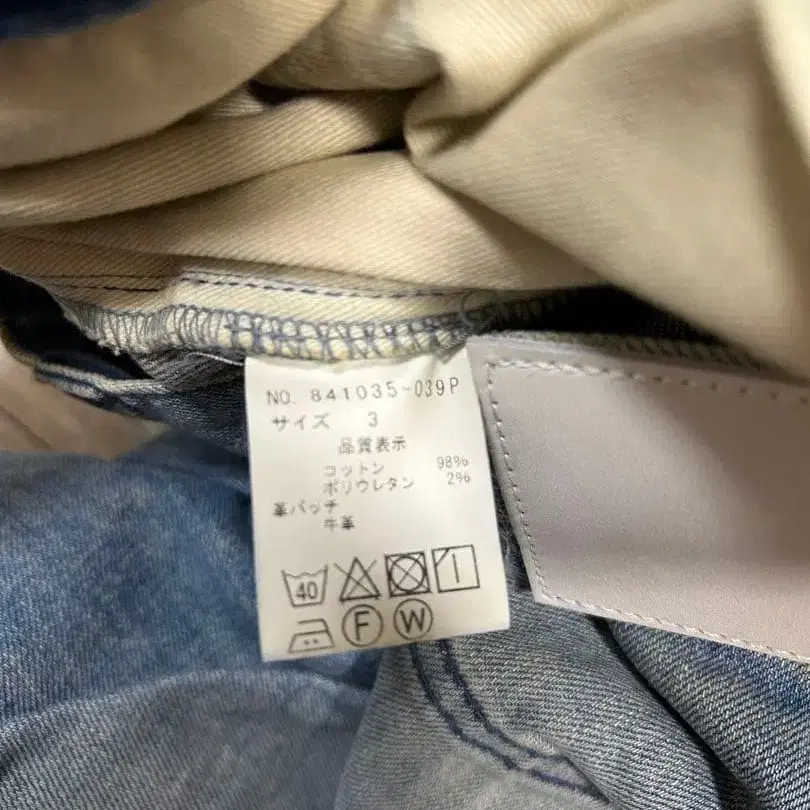 NO. 841035-039P
サイズ 3
品質表示
コットン 98%
ポリウレタン 2%
革パッチ
牛革
40
F W